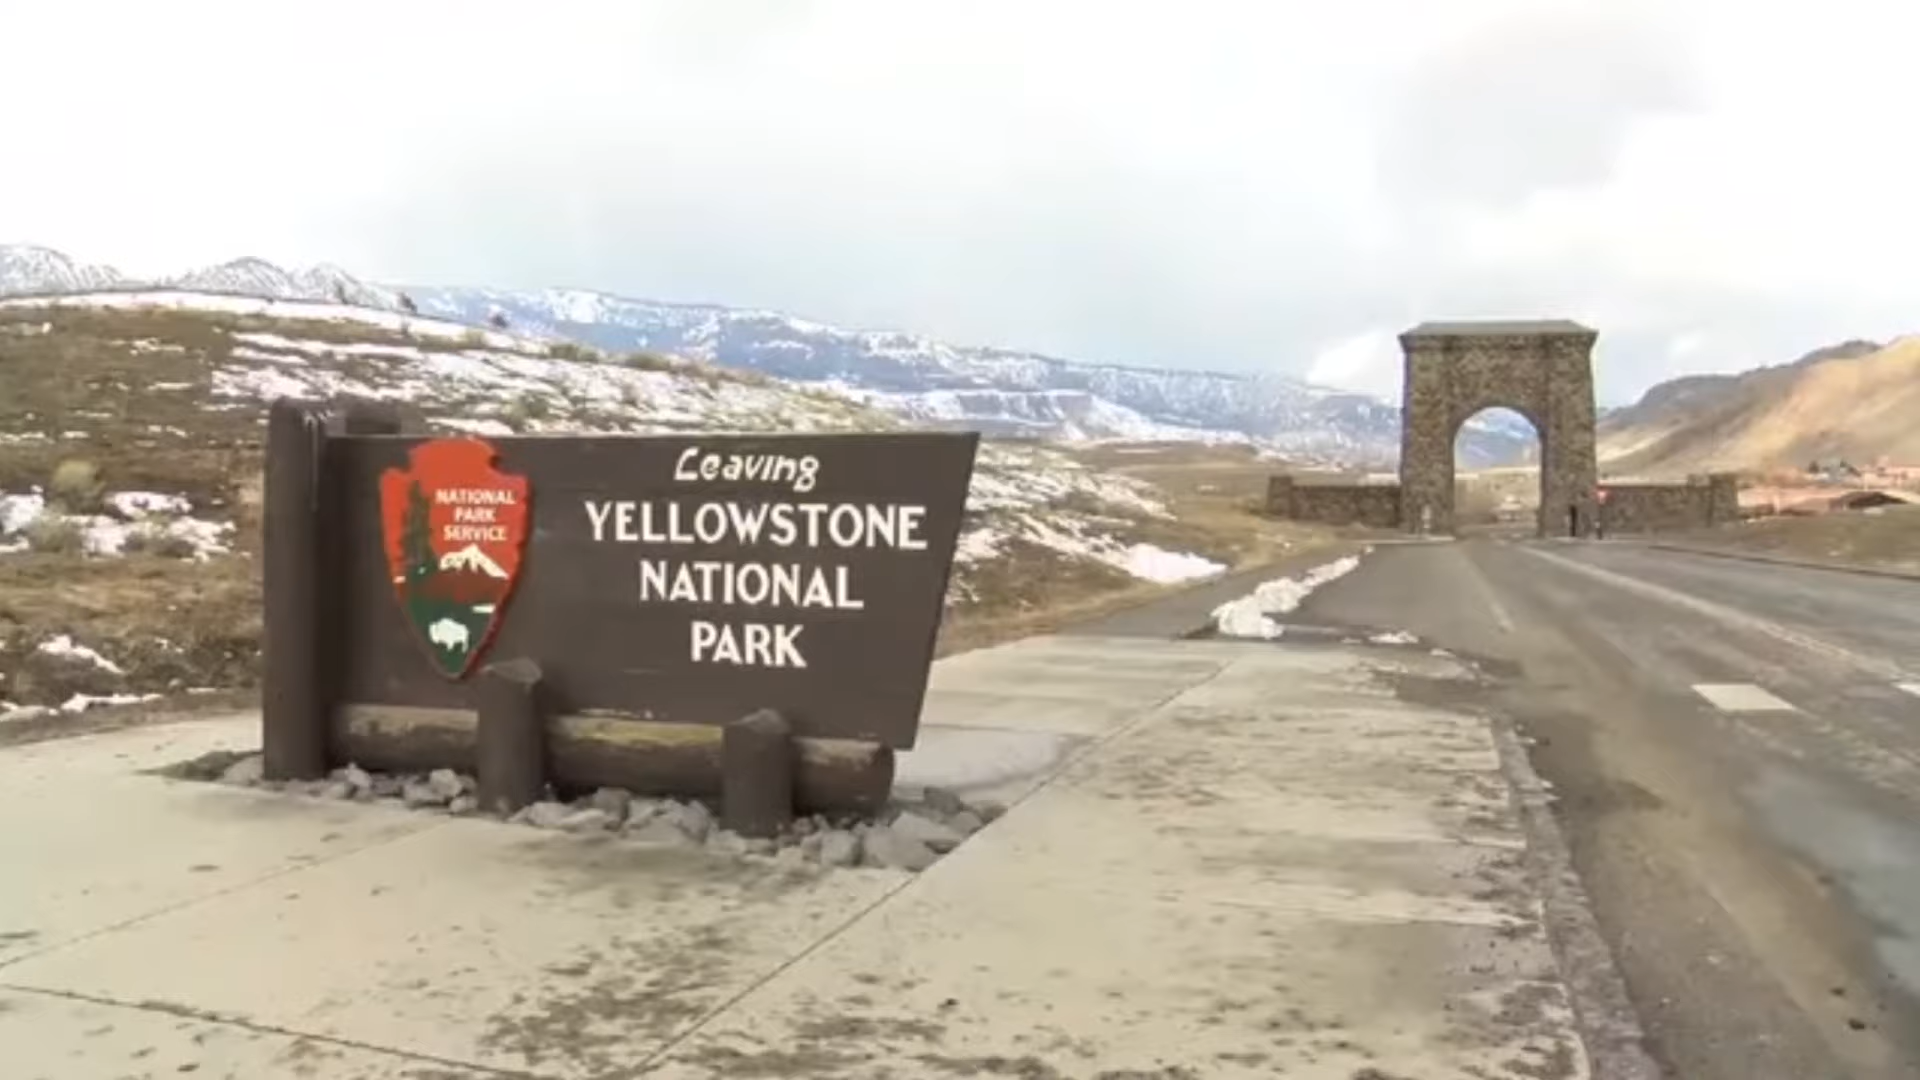 NATIONAL
PARK
SERVICE
Leaving
YELLOWSTONE
NATIONAL
PARK